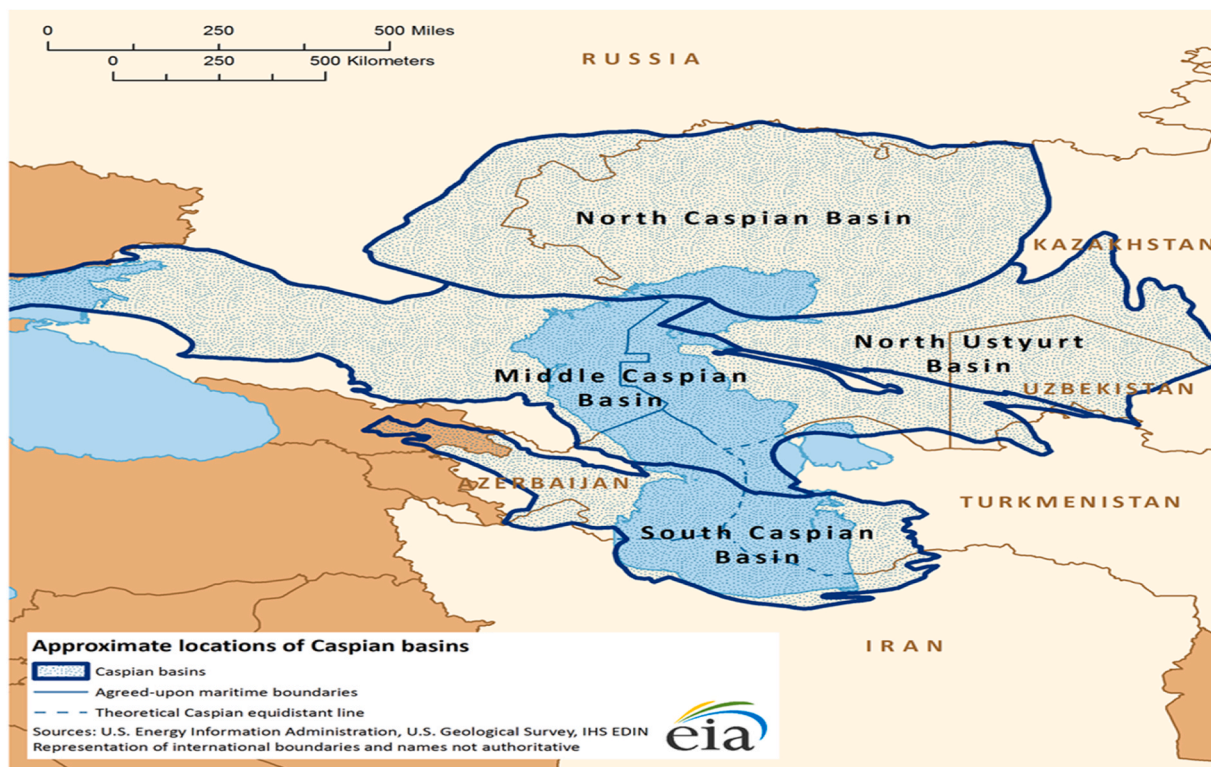 0 250 500 Miles
0 250 500 Kilometers
RUSSIA
North Caspian Basin
KAZAKHSTAN
North Ustyurt
Basin
Middle Caspian
Basin
UZBEKISTAN
AZERBAIJAN
TURKMENISTAN
South Caspian
Basin
IRAN
Approximate locations of Caspian basins
Caspian basins
Agreed-upon maritime boundaries
Theoretical Caspian equidistant line
Sources: U.S. Energy Information Administration, U.S. Geological Survey, IHS EDIN
Representation of international boundaries and names not authoritative
eia